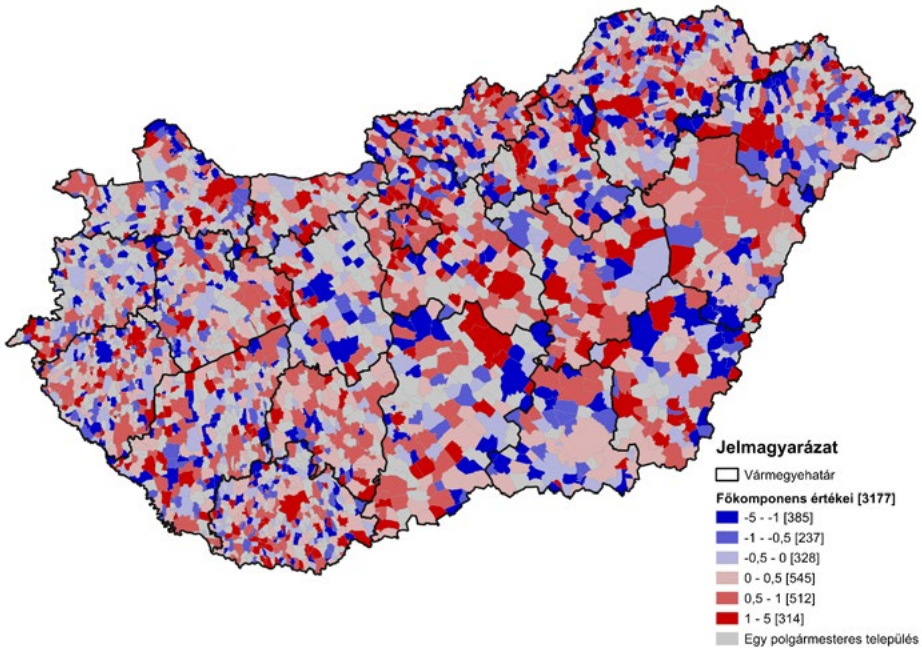 Jelmagyarázat
Vármegyehatár
Főkomponens értékei [3177]
-5 - -1 [385]
-1 - -0,5 [237]
-0,5 - 0 [328]
0 - 0,5 [545]
0,5 - 1 [512]
1 - 5 [314]
Egy polgármesteres település